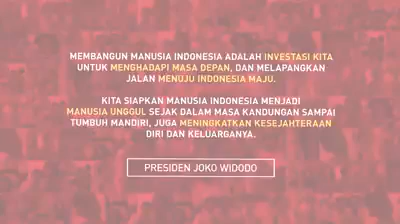 MEMBANGUN MANUSIA INDONESIA ADALAH INVESTASI KITA
UNTUK MENGHADAPI MASA DEPAN, DAN MELAPANGKAN
JALAN MENUJU INDONESIA MAJU.
KITA SIAPKAN MANUSIA INDONESIA MENJADI
MANUSIA UNGGUL SEJAK DALAM MASA KANDUNGAN SAMPAI
TUMBUH MANDIRI, JUGA MENINGKATKAN KESEJAHTERAAN
DIRI DAN KELUARGANYA.
PRESIDEN JOKO WIDODO